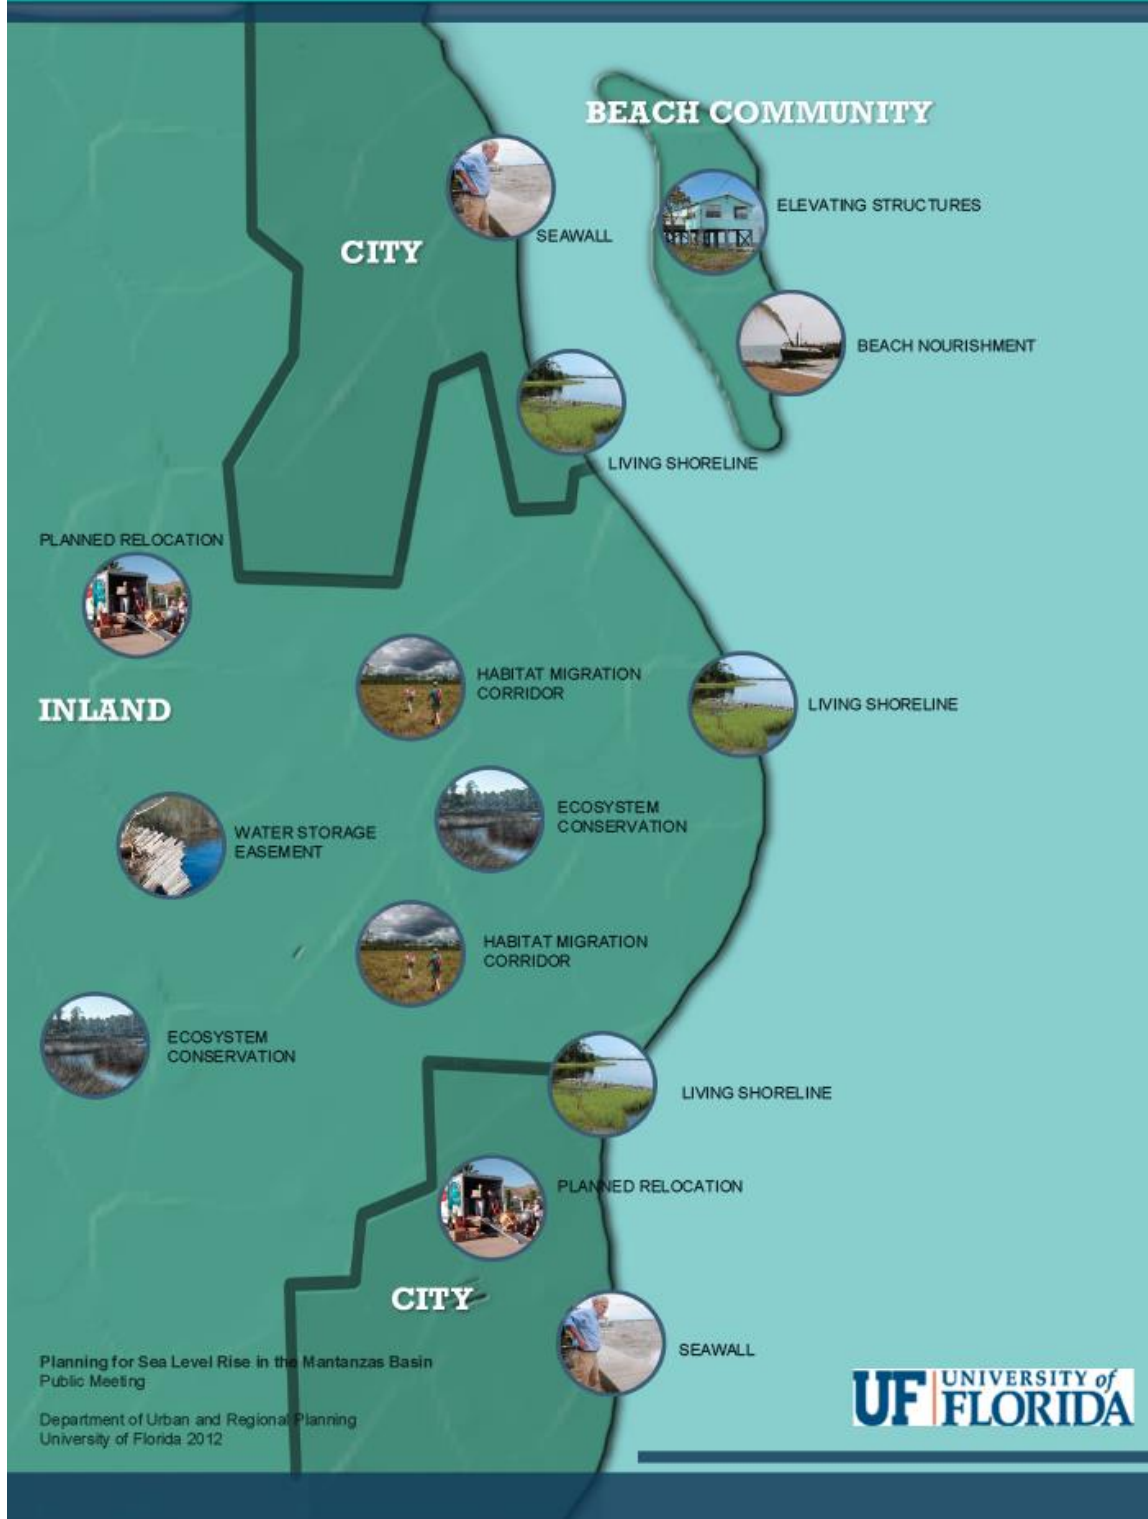 BEACH COMMUNITY
ELEVATING STRUCTURES
SEAWALL
CITY
BEACH NOURISHMENT
LIVING SHORELINE
PLANNED RELOCATION
HABITAT MIGRATION
CORRIDOR
INLAND
LIVING SHORELINE
ECOSYSTEM
CONSERVATION
WATER STORAGE
EASEMENT
HABITAT MIGRATION
CORRIDOR
ECOSYSTEM
CONSERVATION
LIVING SHORELINE
PLANNED RELOCATION
CITY
SEAWALL
Planning for Sea Level Rise in the Mantanzas Basin
Public Meeting
Department of Urban and Regional Planning
University of Florida 2012
UF UNIVERSITY of
FLORIDA